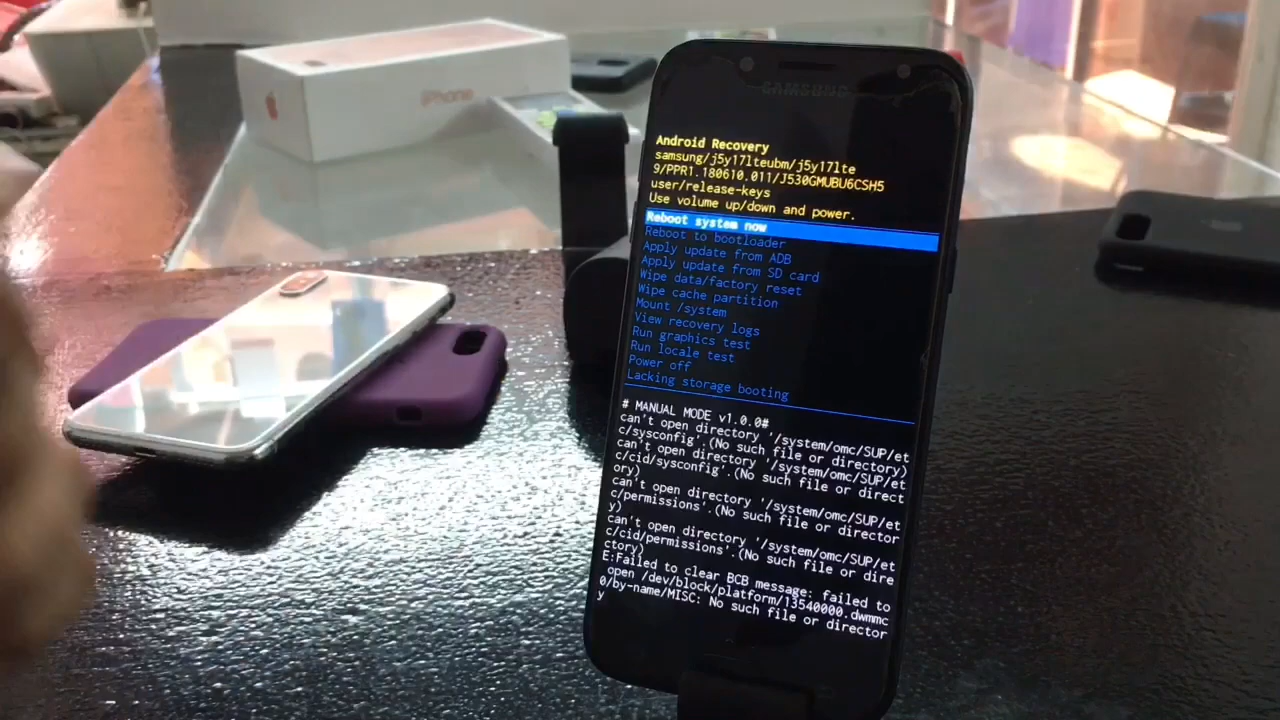 iPhone
SAMSUNG
Android Recovery
samsung/j5y17lteubm/j5y17lte
9/PPR1.180610.011/J530GMUBU6CSH5
user/release-keys
Use volume up/down and power.
Reboot system now
Reboot to bootloader
Apply update from ADB
Apply update from SD card
Wipe data/factory reset
Wipe cache partition
Mount /system
View recovery logs
Run graphics test
Run locale test
Power off
Lacking storage booting
# MANUAL MODE v1.0.0#
can't open directory '/system/omc/SUP/et
c/sysconfig'.(No such file or directory)
can't open directory '/system/omc/SUP/et
c/cid/sysconfig'.(No such file or direct
ory)
can't open directory '/system/omc/SUP/et
c/permissions'.(No such file or director
y)
can't open directory '/system/omc/SUP/et
c/cid/permissions'.(No such file or dire
ctory)
E:Failed to clear BCB message: failed to
open /dev/block/platform/13540000.dwmmc
0/by-name/MISC: No such file or director
y